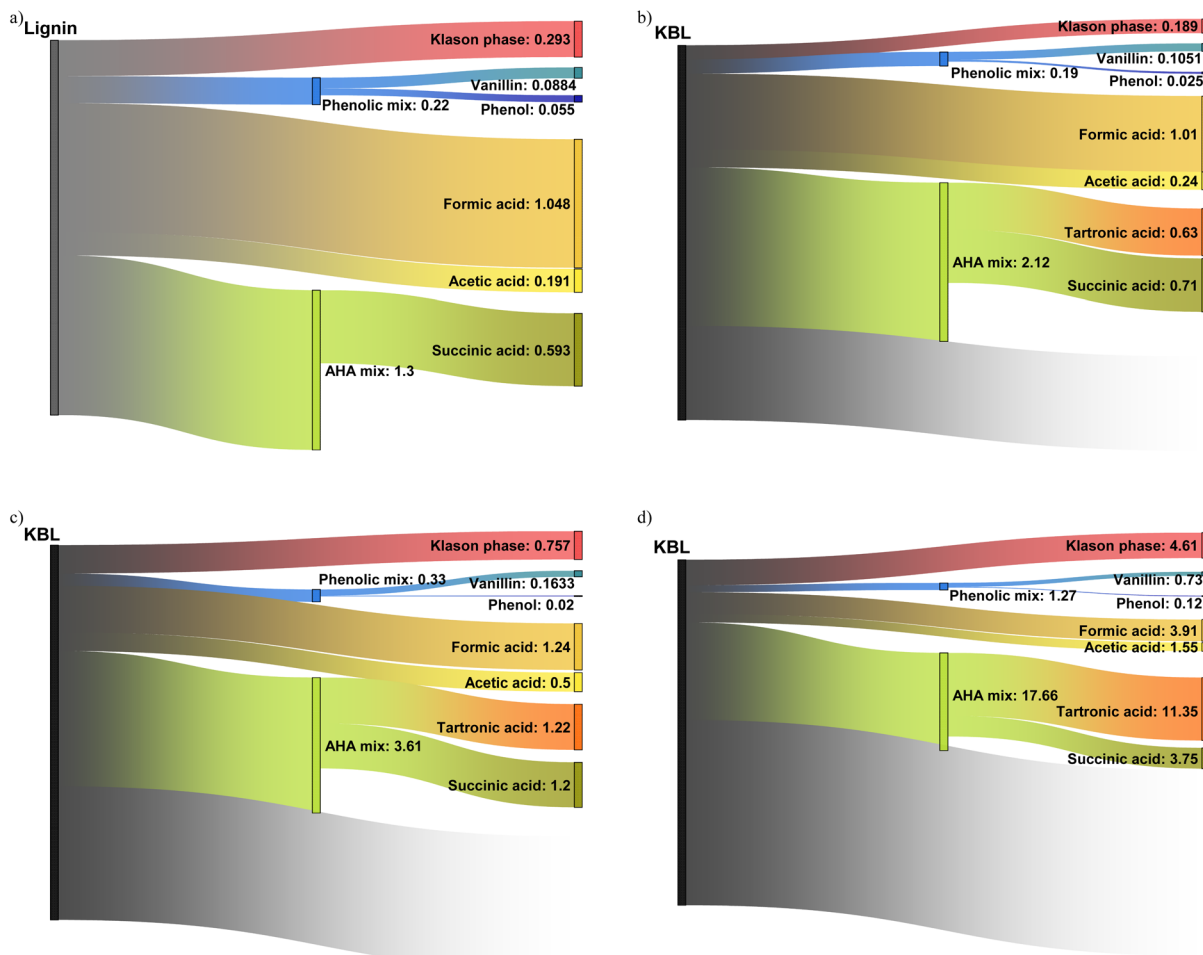 a)
Lignin
Klason phase: 0.293
Vanillin: 0.0884
Phenolic mix: 0.22
Phenol: 0.055
Formic acid: 1.048
Acetic acid: 0.191
Succinic acid: 0.593
AHA mix: 1.3
b)
KBL
Klason phase: 0.189
Vanillin: 0.1051
Phenolic mix: 0.19
Phenol: 0.025
Formic acid: 1.01
Acetic acid: 0.24
Tartronic acid: 0.63
AHA mix: 2.12
Succinic acid: 0.71
c)
KBL
Klason phase: 0.757
Phenolic mix: 0.33
Vanillin: 0.1633
Phenol: 0.02
Formic acid: 1.24
Acetic acid: 0.5
Tartronic acid: 1.22
AHA mix: 3.61
Succinic acid: 1.2
d)
KBL
Klason phase: 4.61
Vanillin: 0.73
Phenolic mix: 1.27
Phenol: 0.12
Formic acid: 3.91
Acetic acid: 1.55
AHA mix: 17.66
Tartronic acid: 11.35
Succinic acid: 3.75